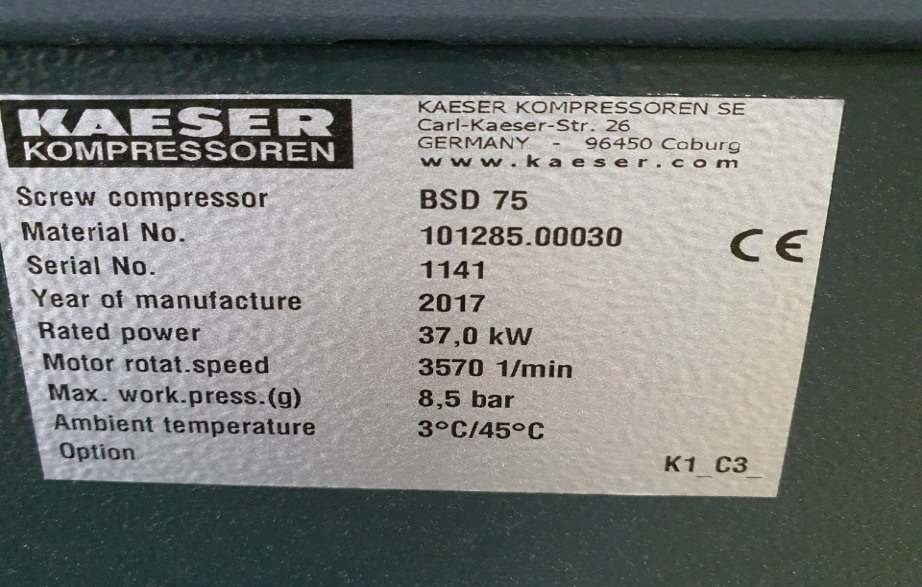 KAESER
KOMPRESSOREN
KAESER KOMPRESSOREN SE
Carl-Kaeser-Str. 26
GERMANY - 96450 Coburg
www.kaeser.com
Screw compressor BSD 75
Material No. 101285.00030
Serial No. 1141
Year of manufacture 2017
Rated power 37,0 kW
Motor rotat.speed 3570 1/min
Max. work.press.(g) 8,5 bar
Ambient temperature 3°C/45°C
Option K1_C3_
CE